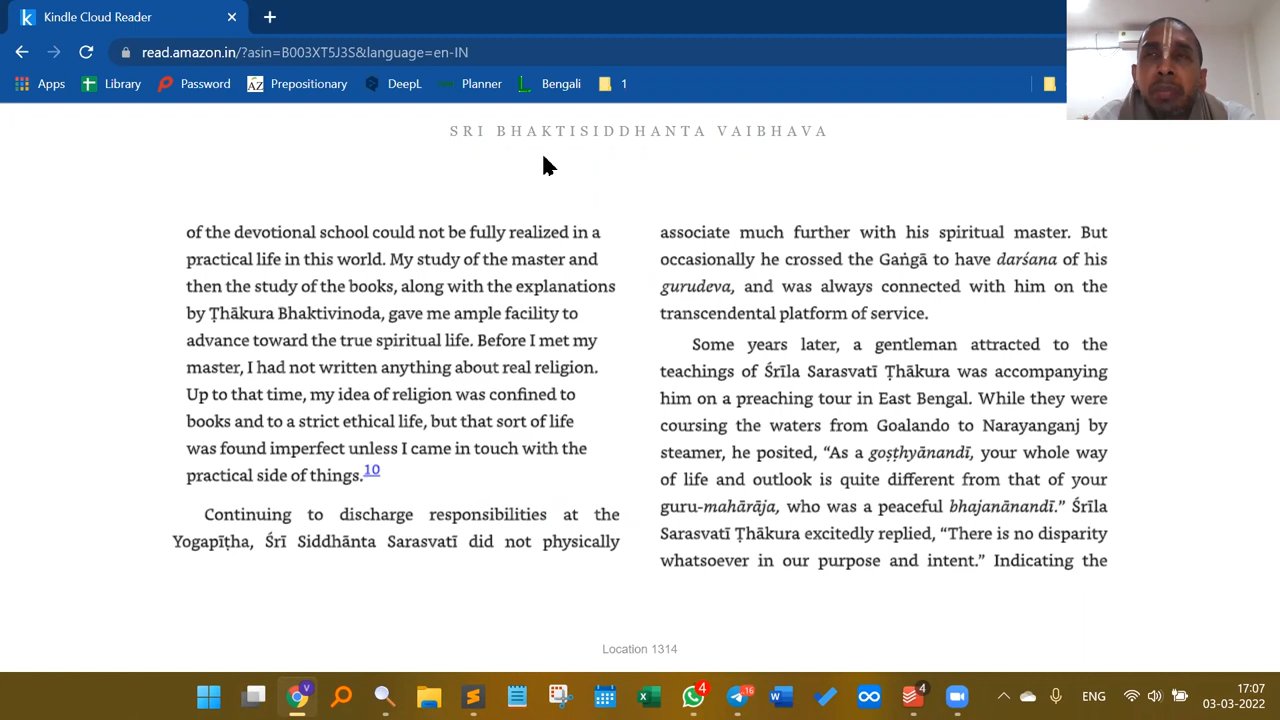 Kindle Cloud Reader
read.amazon.in/?asin=B003XT5J3S&language=en-IN
Apps Library Password Prepositionary DeepL Planner Bengali 1
SRI BHAKTISIDDHANTA VAIBHAVA
of the devotional school could not be fully realized in a
practical life in this world. My study of the master and
then the study of the books, along with the explanations
by Ṭhākura Bhaktivinoda, gave me ample facility to
advance toward the true spiritual life. Before I met my
master, I had not written anything about real religion.
Up to that time, my idea of religion was confined to
books and to a strict ethical life, but that sort of life
was found imperfect unless I came in touch with the
practical side of things.10
Continuing to discharge responsibilities at the
Yogapīṭha, Śrī Siddhānta Sarasvatī did not physically
associate much further with his spiritual master. But
occasionally he crossed the Gaṅgā to have darśana of his
gurudeva, and was always connected with him on the
transcendental platform of service.
Some years later, a gentleman attracted to the
teachings of Śrīla Sarasvatī Ṭhākura was accompanying
him on a preaching tour in East Bengal. While they were
coursing the waters from Goalando to Narayanganj by
steamer, he posited, “As a goṣṭhyānandī, your whole way
of life and outlook is quite different from that of your
guru-mahārāja, who was a peaceful bhajanānandī.” Śrīla
Sarasvatī Ṭhākura excitedly replied, “There is no disparity
whatsoever in our purpose and intent.” Indicating the
Location 1314
4 .16 4 ENG 17:07
03-03-2022